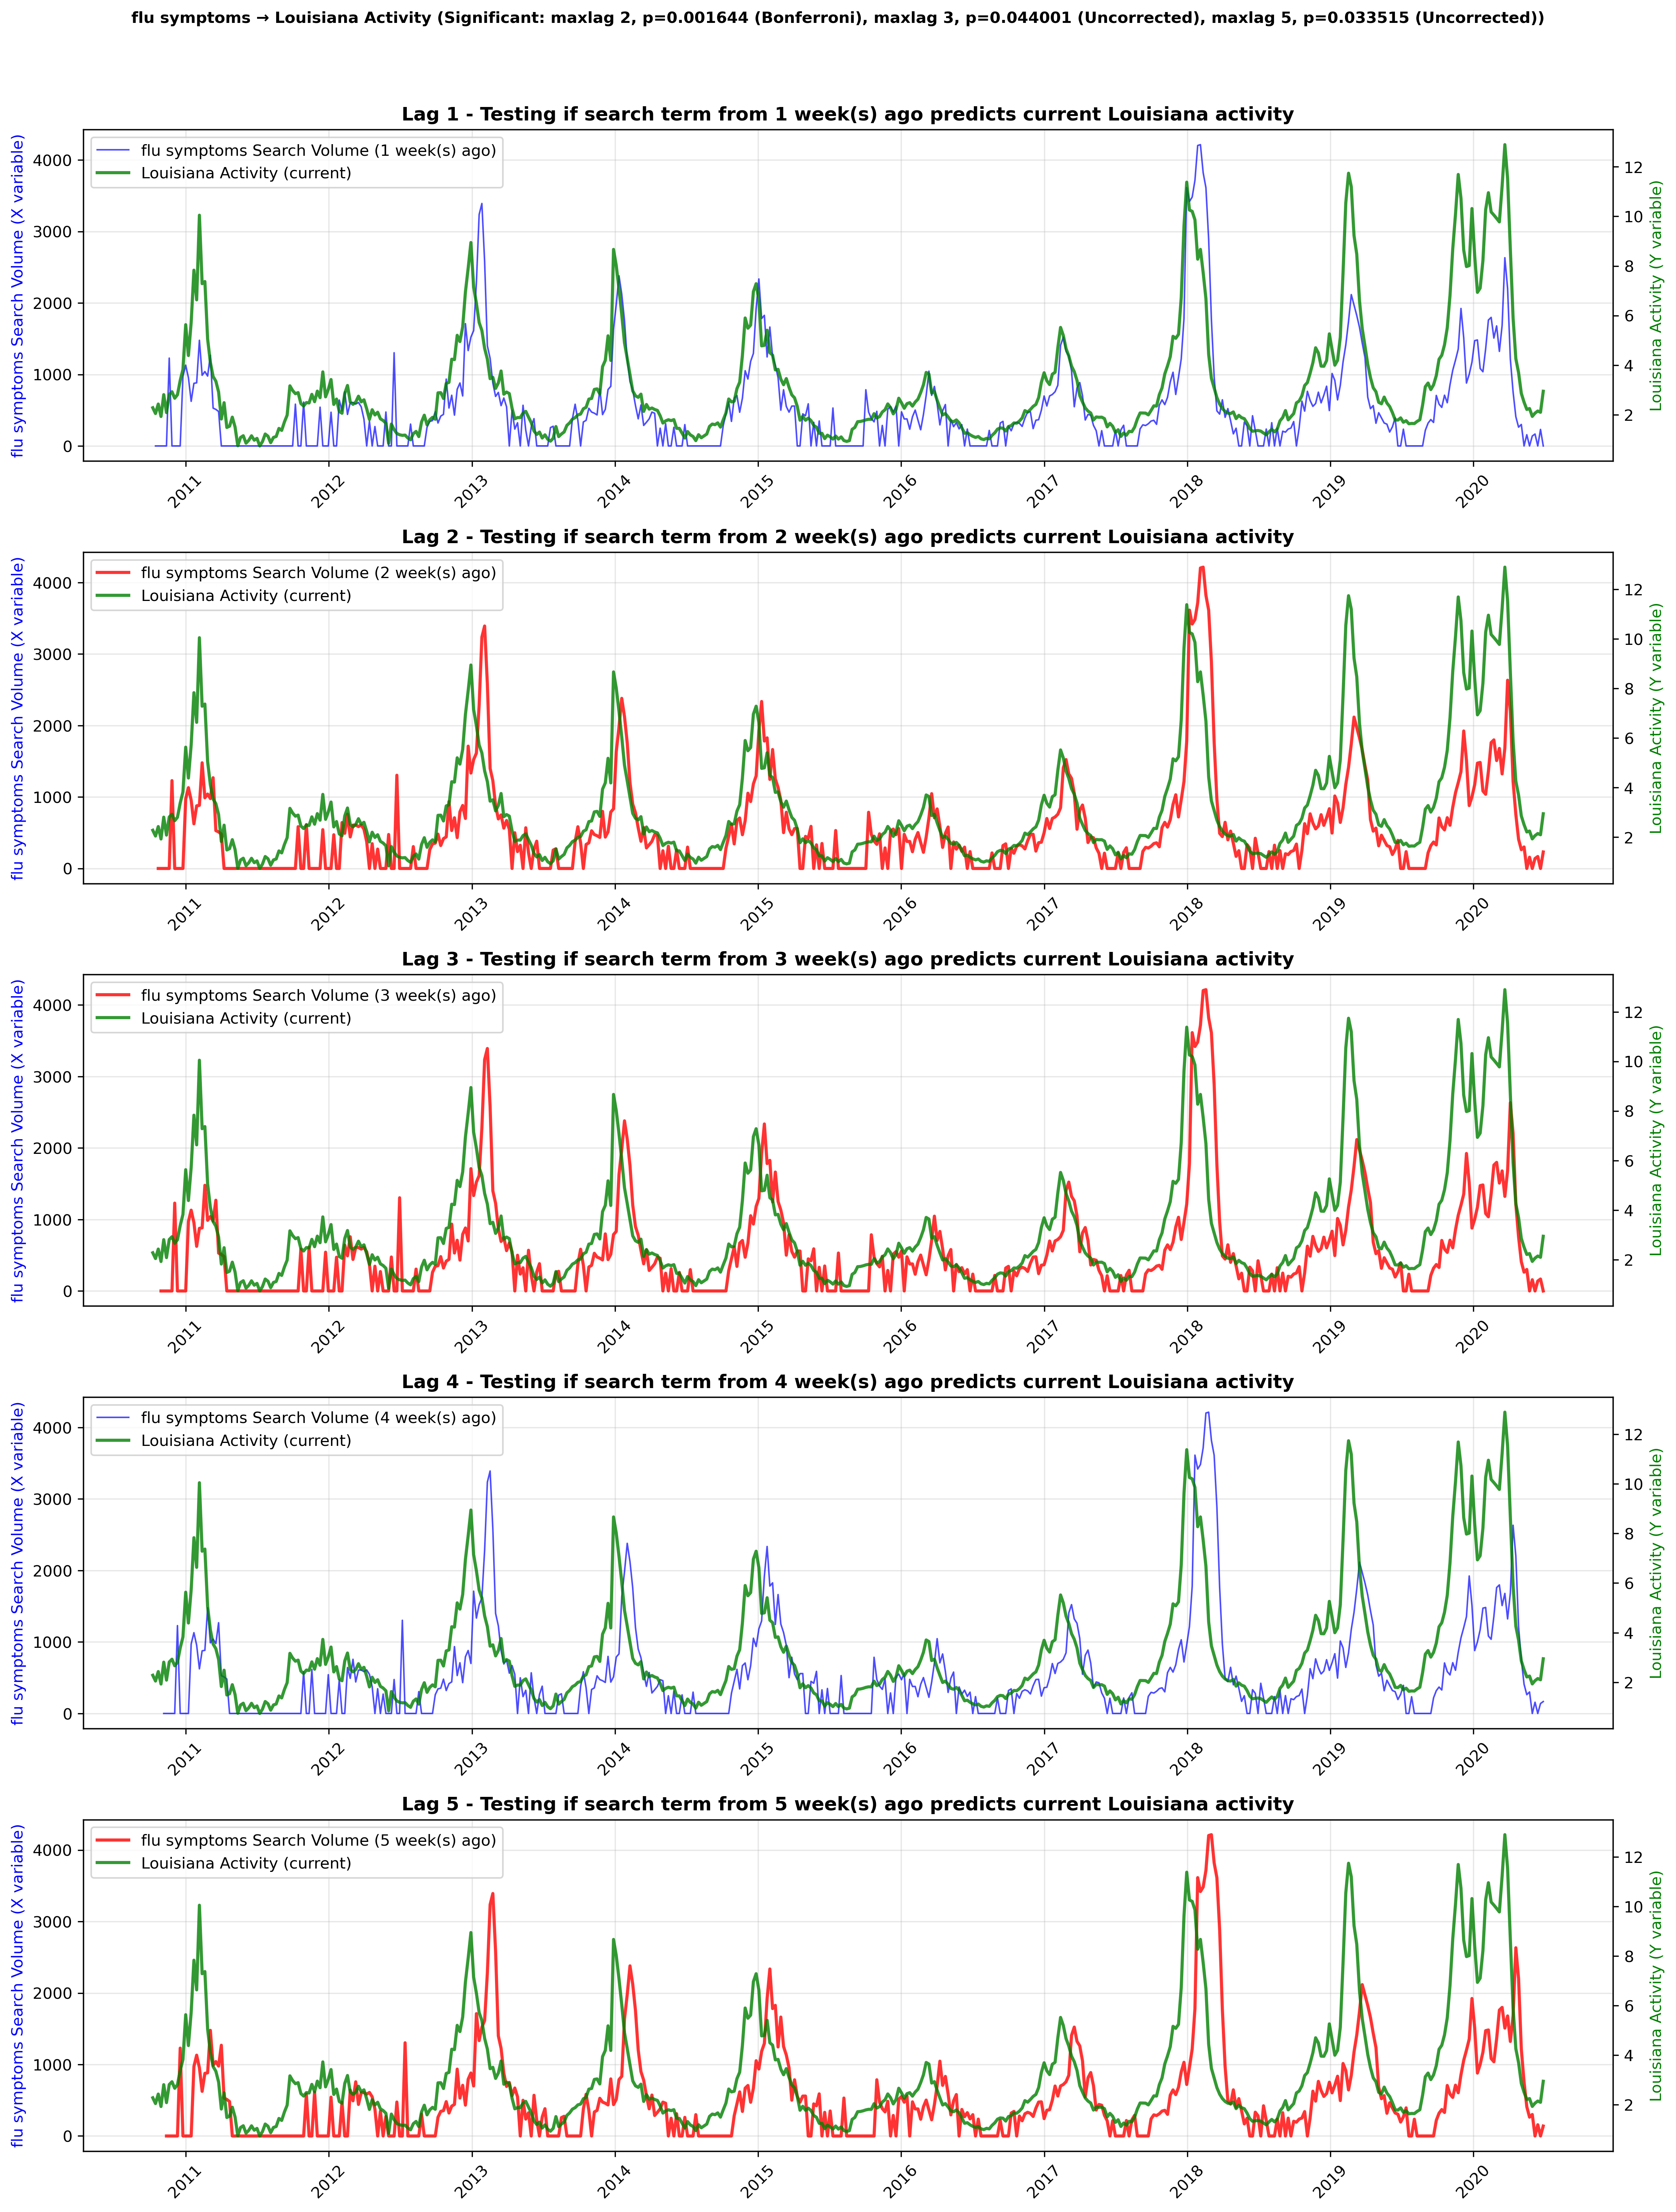 flu symptoms → Louisiana Activity (Significant: maxlag 2, p=0.001644 (Bonferroni), maxlag 3, p=0.044001 (Uncorrected), maxlag 5, p=0.033515 (Uncorrected))
Lag 1 - Testing if search term from 1 week(s) ago predicts current Louisiana activity
flu symptoms Search Volume (1 week(s) ago)
Louisiana Activity (current)
flu symptoms Search Volume (X variable)
4000
3000
2000
1000
0
12
10
8
6
4
2
Louisiana Activity (Y variable)
2011 2012 2013 2014 2015 2016 2017 2018 2019 2020
Lag 2 - Testing if search term from 2 week(s) ago predicts current Louisiana activity
flu symptoms Search Volume (2 week(s) ago)
Louisiana Activity (current)
flu symptoms Search Volume (X variable)
4000
3000
2000
1000
0
12
10
8
6
4
2
Louisiana Activity (Y variable)
2011 2012 2013 2014 2015 2016 2017 2018 2019 2020
Lag 3 - Testing if search term from 3 week(s) ago predicts current Louisiana activity
flu symptoms Search Volume (3 week(s) ago)
Louisiana Activity (current)
flu symptoms Search Volume (X variable)
4000
3000
2000
1000
0
12
10
8
6
4
2
Louisiana Activity (Y variable)
2011 2012 2013 2014 2015 2016 2017 2018 2019 2020
Lag 4 - Testing if search term from 4 week(s) ago predicts current Louisiana activity
flu symptoms Search Volume (4 week(s) ago)
Louisiana Activity (current)
flu symptoms Search Volume (X variable)
4000
3000
2000
1000
0
12
10
8
6
4
2
Louisiana Activity (Y variable)
2011 2012 2013 2014 2015 2016 2017 2018 2019 2020
Lag 5 - Testing if search term from 5 week(s) ago predicts current Louisiana activity
flu symptoms Search Volume (5 week(s) ago)
Louisiana Activity (current)
flu symptoms Search Volume (X variable)
4000
3000
2000
1000
0
12
10
8
6
4
2
Louisiana Activity (Y variable)
2011 2012 2013 2014 2015 2016 2017 2018 2019 2020